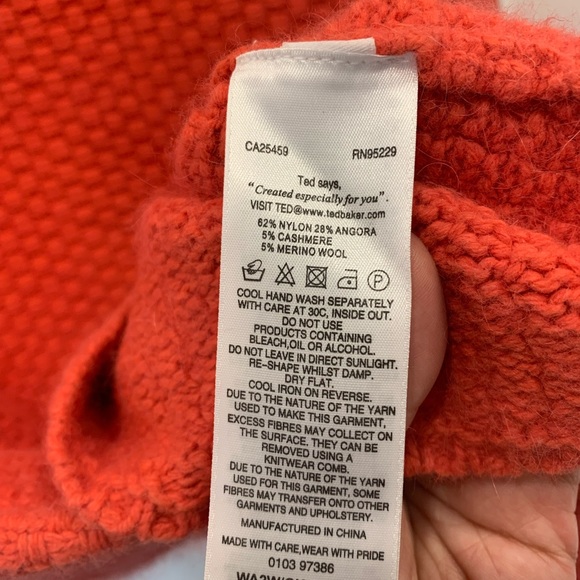 CA25459 RN95229
Ted says,
"Created especially for you".
VISIT TED@www.tedbaker.com
62% NYLON 28% ANGORA
5% CASHMERE
5% MERINO WOOL
P
COOL HAND WASH SEPARATELY
WITH CARE AT 30C, INSIDE OUT.
DO NOT USE
PRODUCTS CONTAINING
BLEACH,OIL OR ALCOHOL.
DO NOT LEAVE IN DIRECT SUNLIGHT.
RE-SHAPE WHILST DAMP.
DRY FLAT.
COOL IRON ON REVERSE.
DUE TO THE NATURE OF THE YARN
USED TO MAKE THIS GARMENT,
EXCESS FIBRES MAY COLLECT ON
THE SURFACE. THEY CAN BE
REMOVED USING A
KNITWEAR COMB.
DUE TO THE NATURE OF THE YARN
USED FOR THIS GARMENT, SOME
FIBRES MAY TRANSFER ONTO OTHER
GARMENTS AND UPHOLSTERY.
MANUFACTURED IN CHINA
MADE WITH CARE,WEAR WITH PRIDE
0103 97386